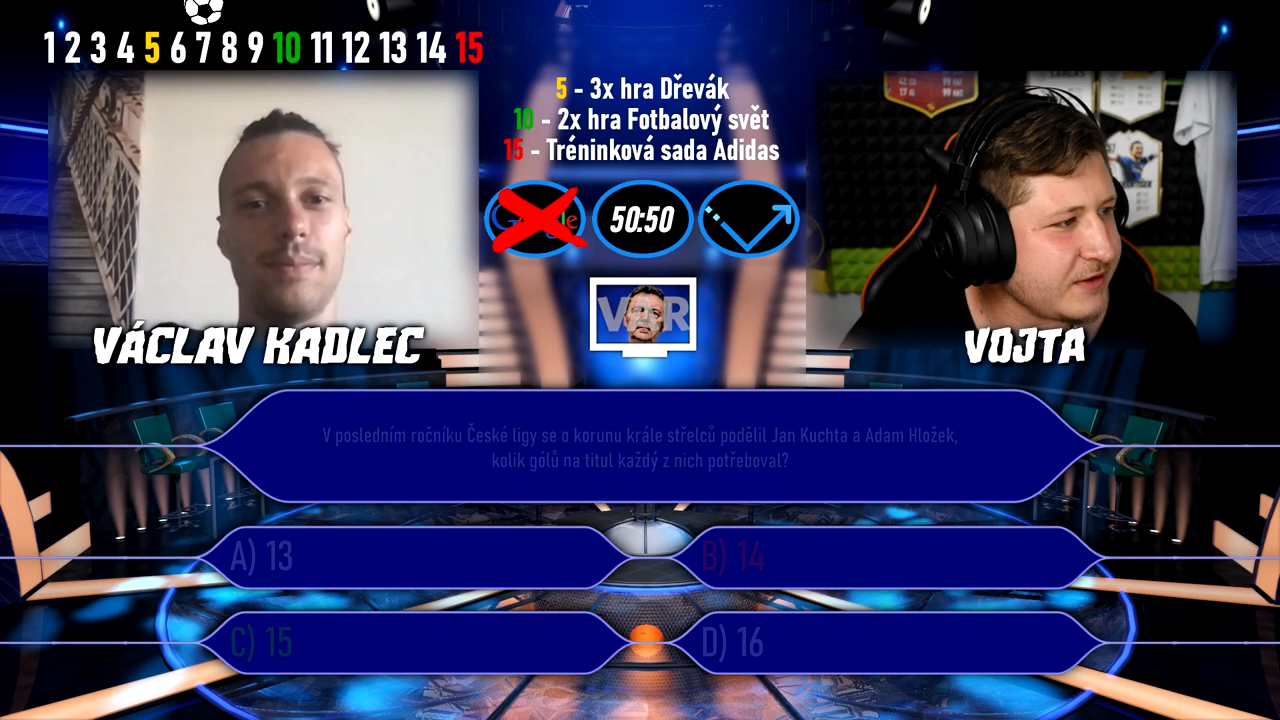 1 2 3 4 5 6 7 8 9 10 11 12 13 14 15
5 - 3x hra Dřevák
10 - 2x hra Fotbalový svět
15 - Tréninková sada Adidas
Google
50:50
VAR
VÁCLAV KADLEC
VOJTA
V posledním ročníku České ligy se o korunu krále střelců podělil Jan Kuchta a Adam Hložek,
kolik gólů na titul každý z nich potřeboval?
A) 13
B) 14
C) 15
D) 16